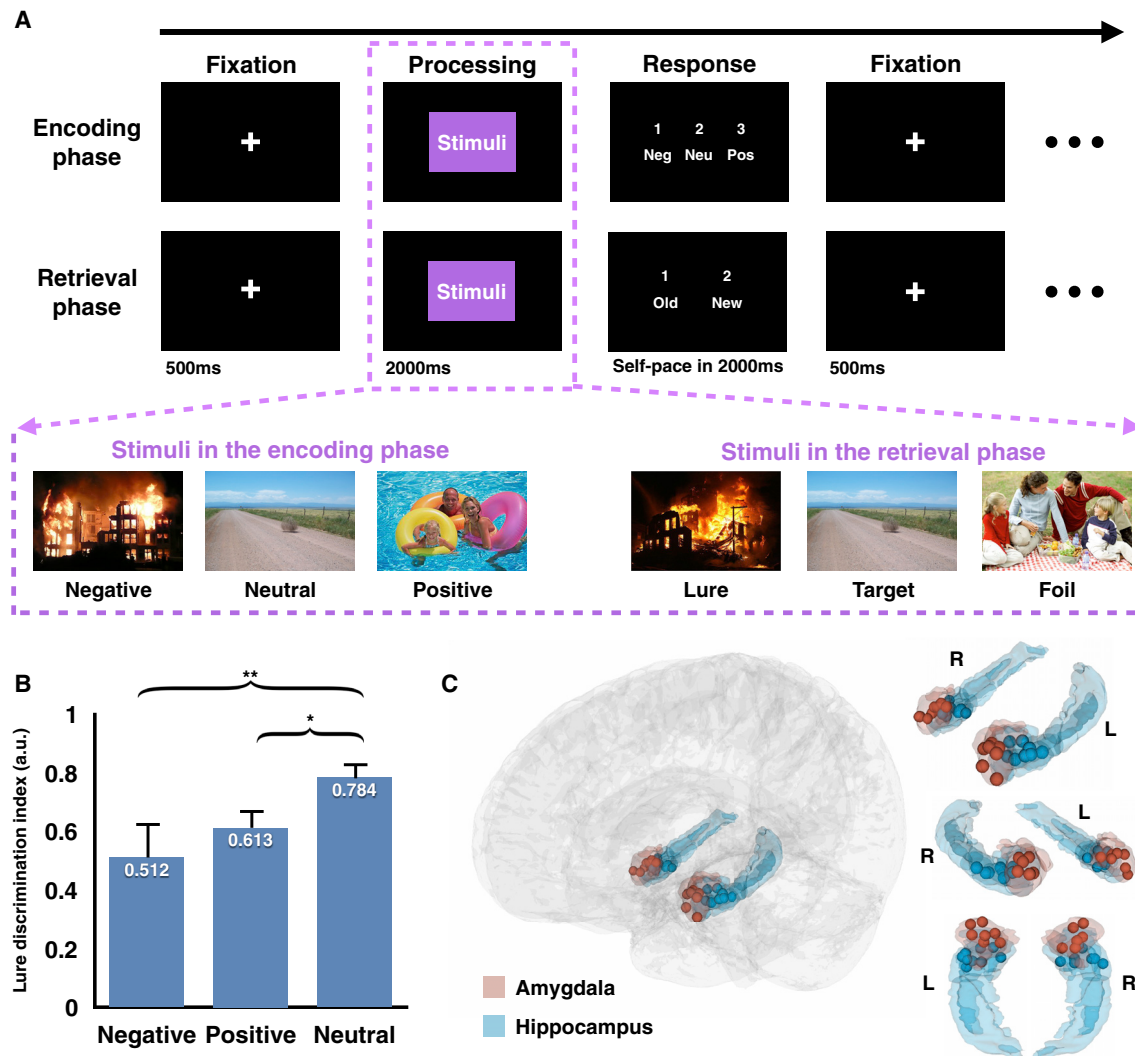 A
Fixation Processing Response Fixation
Encoding
phase
+
Stimuli
1 2 3
Neg Neu Pos
+
Retrieval
phase
+
Stimuli
1 2
Old New
+
500ms
2000ms
Self-pace in 2000ms
500ms
Stimuli in the encoding phase
Negative Neutral Positive
Stimuli in the retrieval phase
Lure Target Foil
B
**
*
Lure discrimination index (a.u.)
1
0.8
0.6
0.4
0.2
0
0.512
0.613
0.784
Negative Positive Neutral
C
Amygdala
Hippocampus
R
L
L
R
L
R